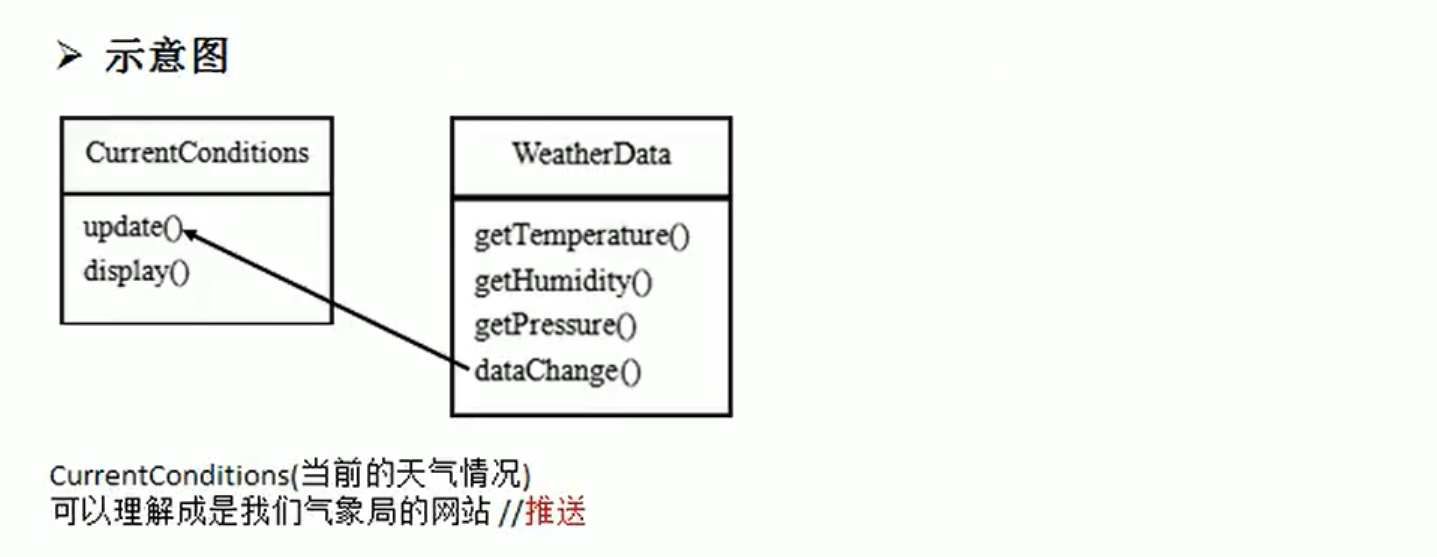 ➢ 示意图
CurrentConditions
update()
display()
WeatherData
getTemperature()
getHumidity()
getPressure()
dataChange()
CurrentConditions(当前的天气情况)
可以理解成是我们气象局的网站 //推送